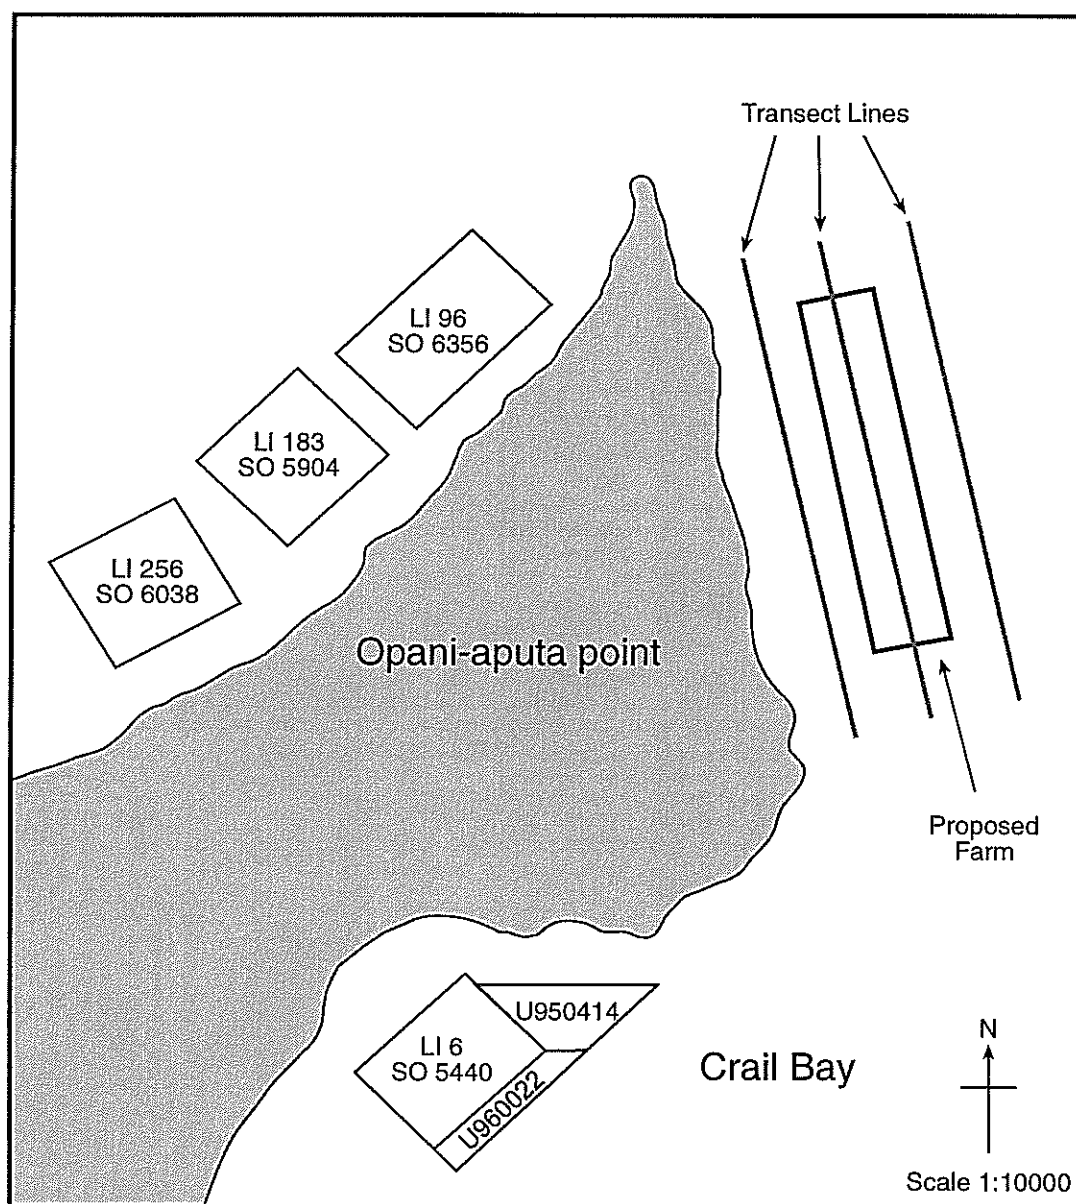 Transect Lines
LI 96
SO 6356
LI 183
SO 5904
LI 256
SO 6038
Opani-aputa point
Proposed
Farm
U950414
LI 6
SO 5440
U960022
Crail Bay
N
Scale 1:10000